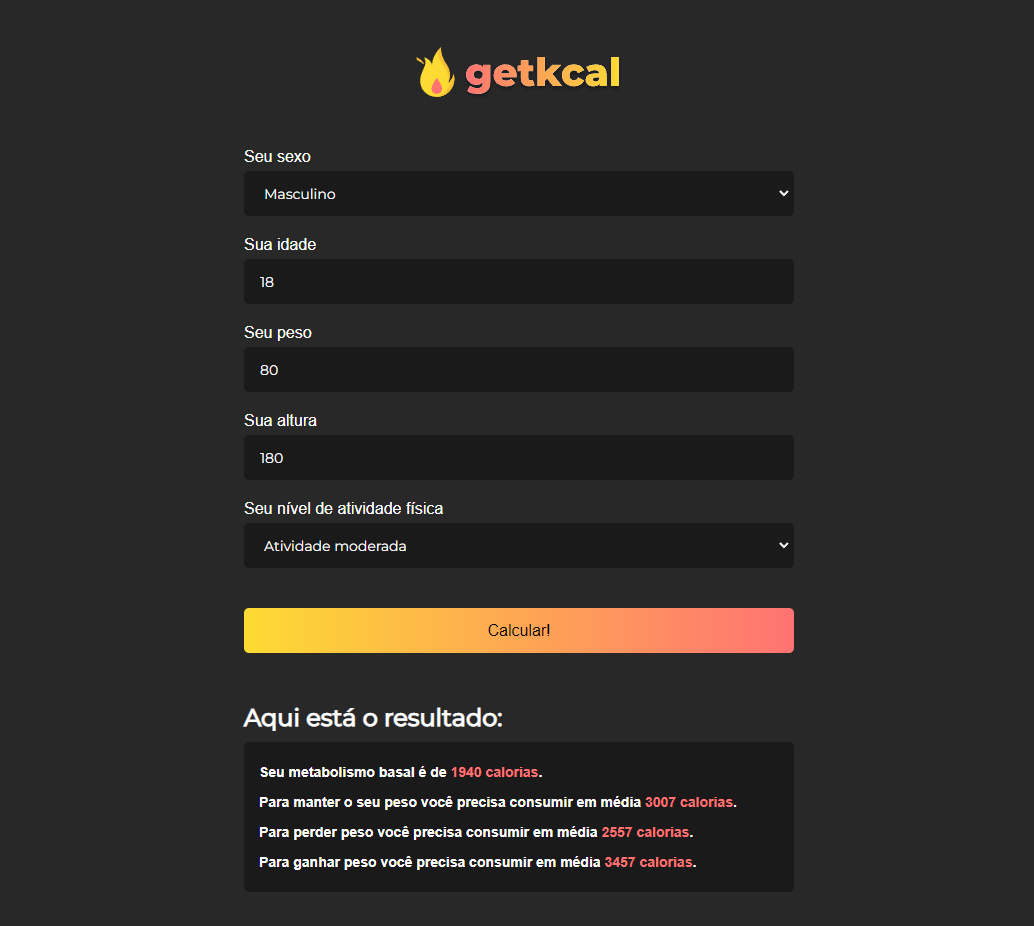 getkcal
Seu sexo
Masculino
Sua idade
18
Seu peso
80
Sua altura
180
Seu nível de atividade física
Atividade moderada
Calcular!
Aqui está o resultado:
Seu metabolismo basal é de 1940 calorias.
Para manter o seu peso você precisa consumir em média 3007 calorias.
Para perder peso você precisa consumir em média 2557 calorias.
Para ganhar peso você precisa consumir em média 3457 calorias.